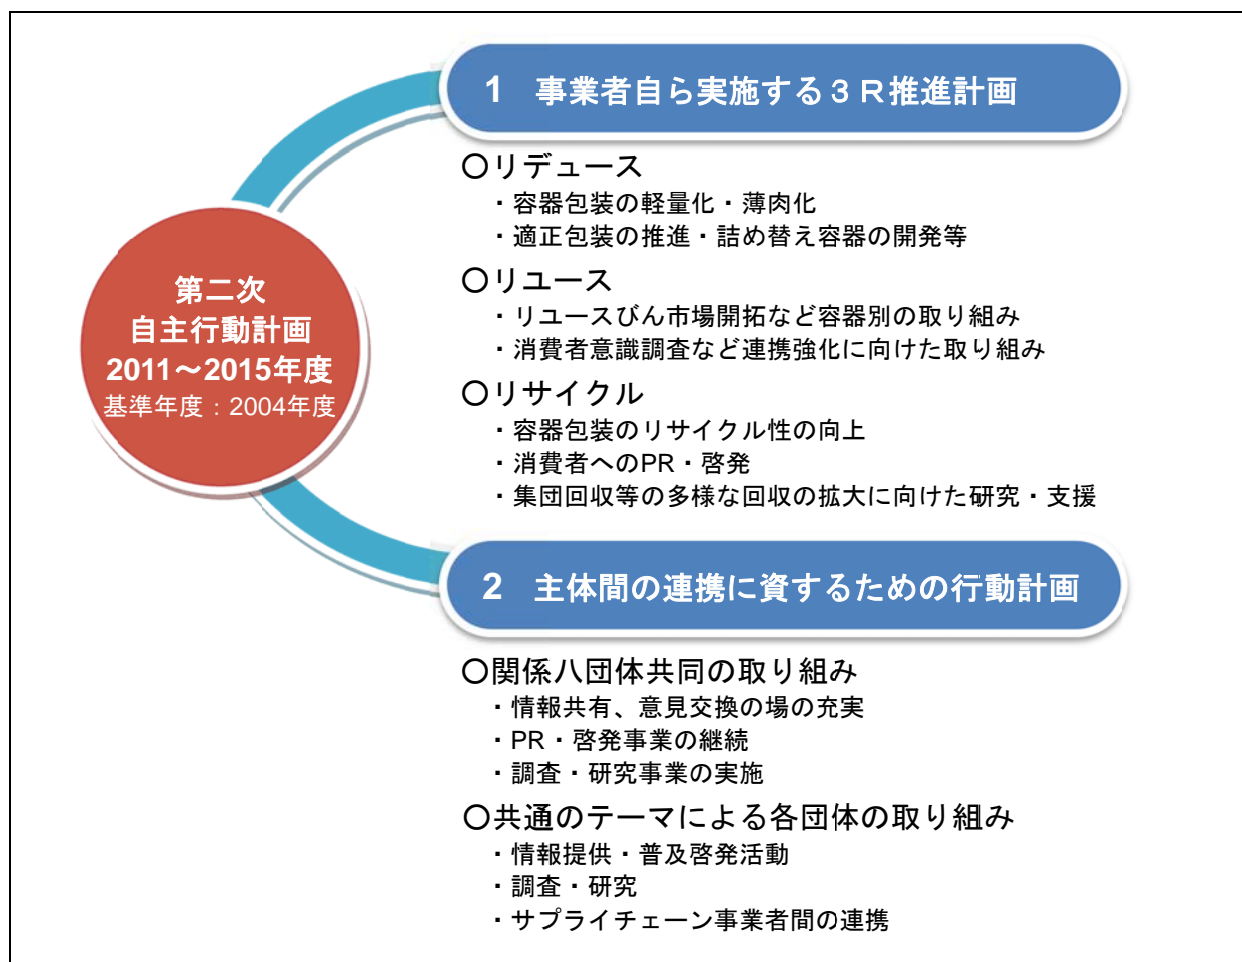 第二次
自主行動計画
2011～2015年度
基準年度：2004年度
1 事業者自ら実施する３Ｒ推進計画
〇リデュース
・容器包装の軽量化・薄肉化
・適正包装の推進・詰め替え容器の開発等
〇リユース
・リユースびん市場開拓など容器別の取り組み
・消費者意識調査など連携強化に向けた取り組み
〇リサイクル
・容器包装のリサイクル性の向上
・消費者へのPR・啓発
・集団回収等の多様な回収の拡大に向けた研究・支援
2 主体間の連携に資するための行動計画
〇関係八団体共同の取り組み
・情報共有、意見交換の場の充実
・PR・啓発事業の継続
・調査・研究事業の実施
〇共通のテーマによる各団体の取り組み
・情報提供・普及啓発活動
・調査・研究
・サプライチェーン事業者間の連携